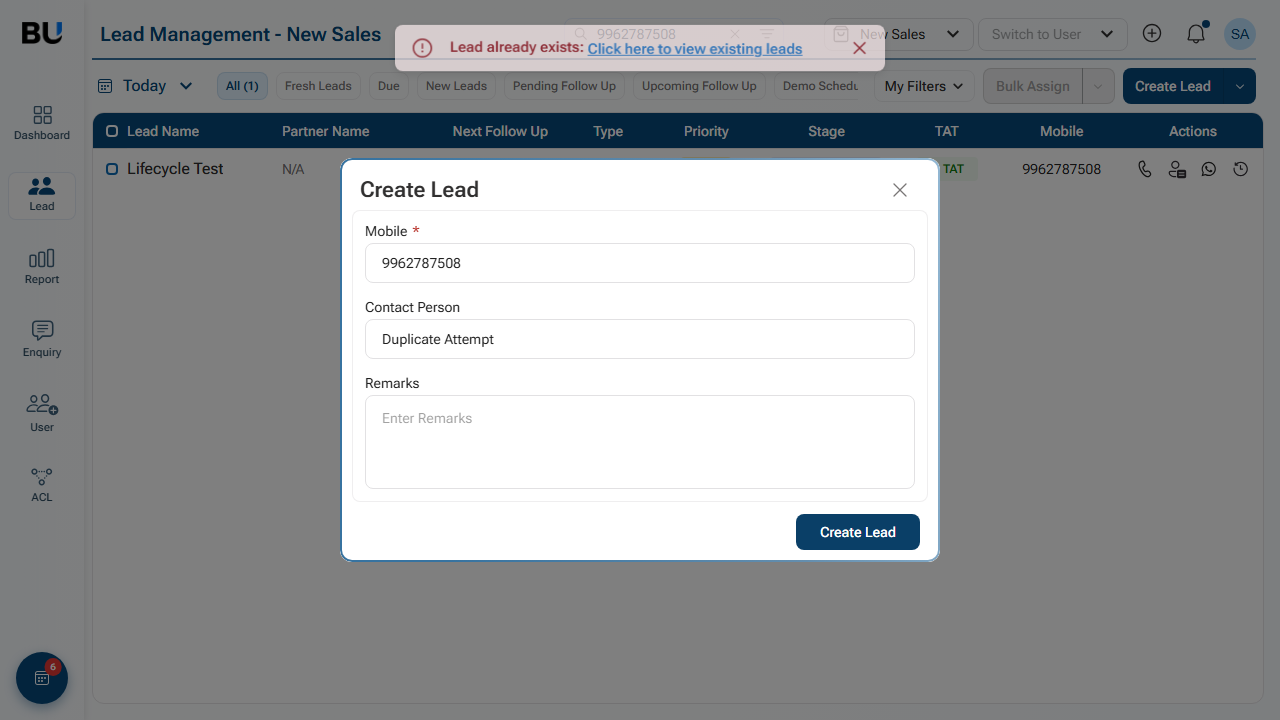 BU
Lead Management - New Sales
9962787508
New Sales
Switch to User
SA
Lead already exists: Click here to view existing leads
Today
All (1)
Fresh Leads
Due
New Leads
Pending Follow Up
Upcoming Follow Up
Demo Schedu
My Filters
Bulk Assign
Create Lead
Dashboard
Lead
Report
Enquiry
User
ACL
6
Lead Name
Partner Name
Next Follow Up
Type
Priority
Stage
TAT
Mobile
Actions
Lifecycle Test
N/A
TAT
9962787508
Create Lead
Mobile *
9962787508
Contact Person
Duplicate Attempt
Remarks
Enter Remarks
Create Lead